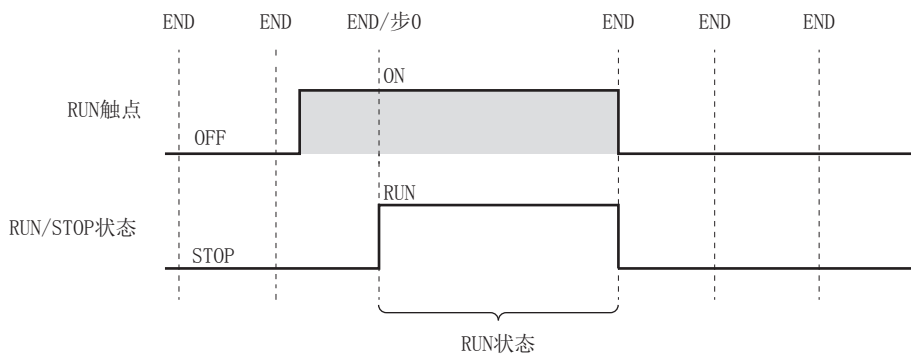 END END END/步0 END END END
ON
RUN触点
OFF
RUN
RUN/STOP状态
STOP
RUN状态